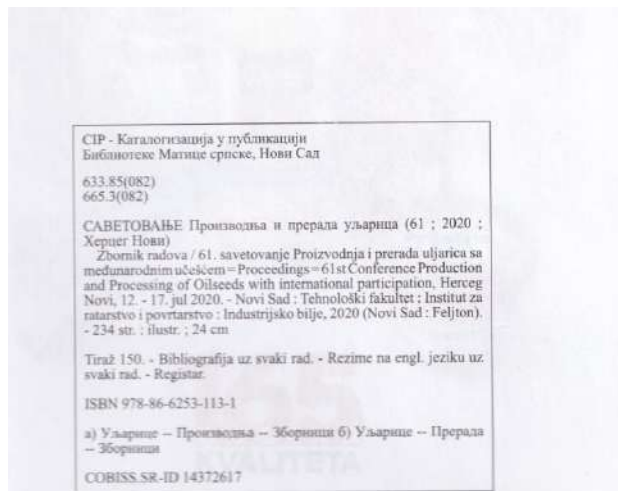 CIP - Каталогизација у публикацији
Библиотеке Матице српске, Нови Сад
633.85(082)
665.3(082)
САВЕТОВАЊЕ Производња и прерада уљарица (61 ; 2020 ;
Херцег Нови)
Zbornik radova / 61. savetovanje Proizvodnja i prerada uljarica sa
međunarodnim učešćem = Proceedings = 61st Conference Production
and Processing of Oilseeds with international participation, Herceg
Novi, 12. - 17. jul 2020. - Novi Sad : Tehnološki fakultet : Institut za
ratarstvo i povrtarstvo : Industrijsko bilje, 2020 (Novi Sad : Feljton).
- 234 str. : ilustr. ; 24 cm
Tiraž 150. - Bibliografija uz svaki rad. - Rezime na engl. jeziku uz
svaki rad. - Registar.
ISBN 978-86-6253-113-1
а) Уљарице -- Производња -- Зборници б) Уљарице -- Прерада
-- Зборници
KVALITETA
COBISS.SR-ID 14372617